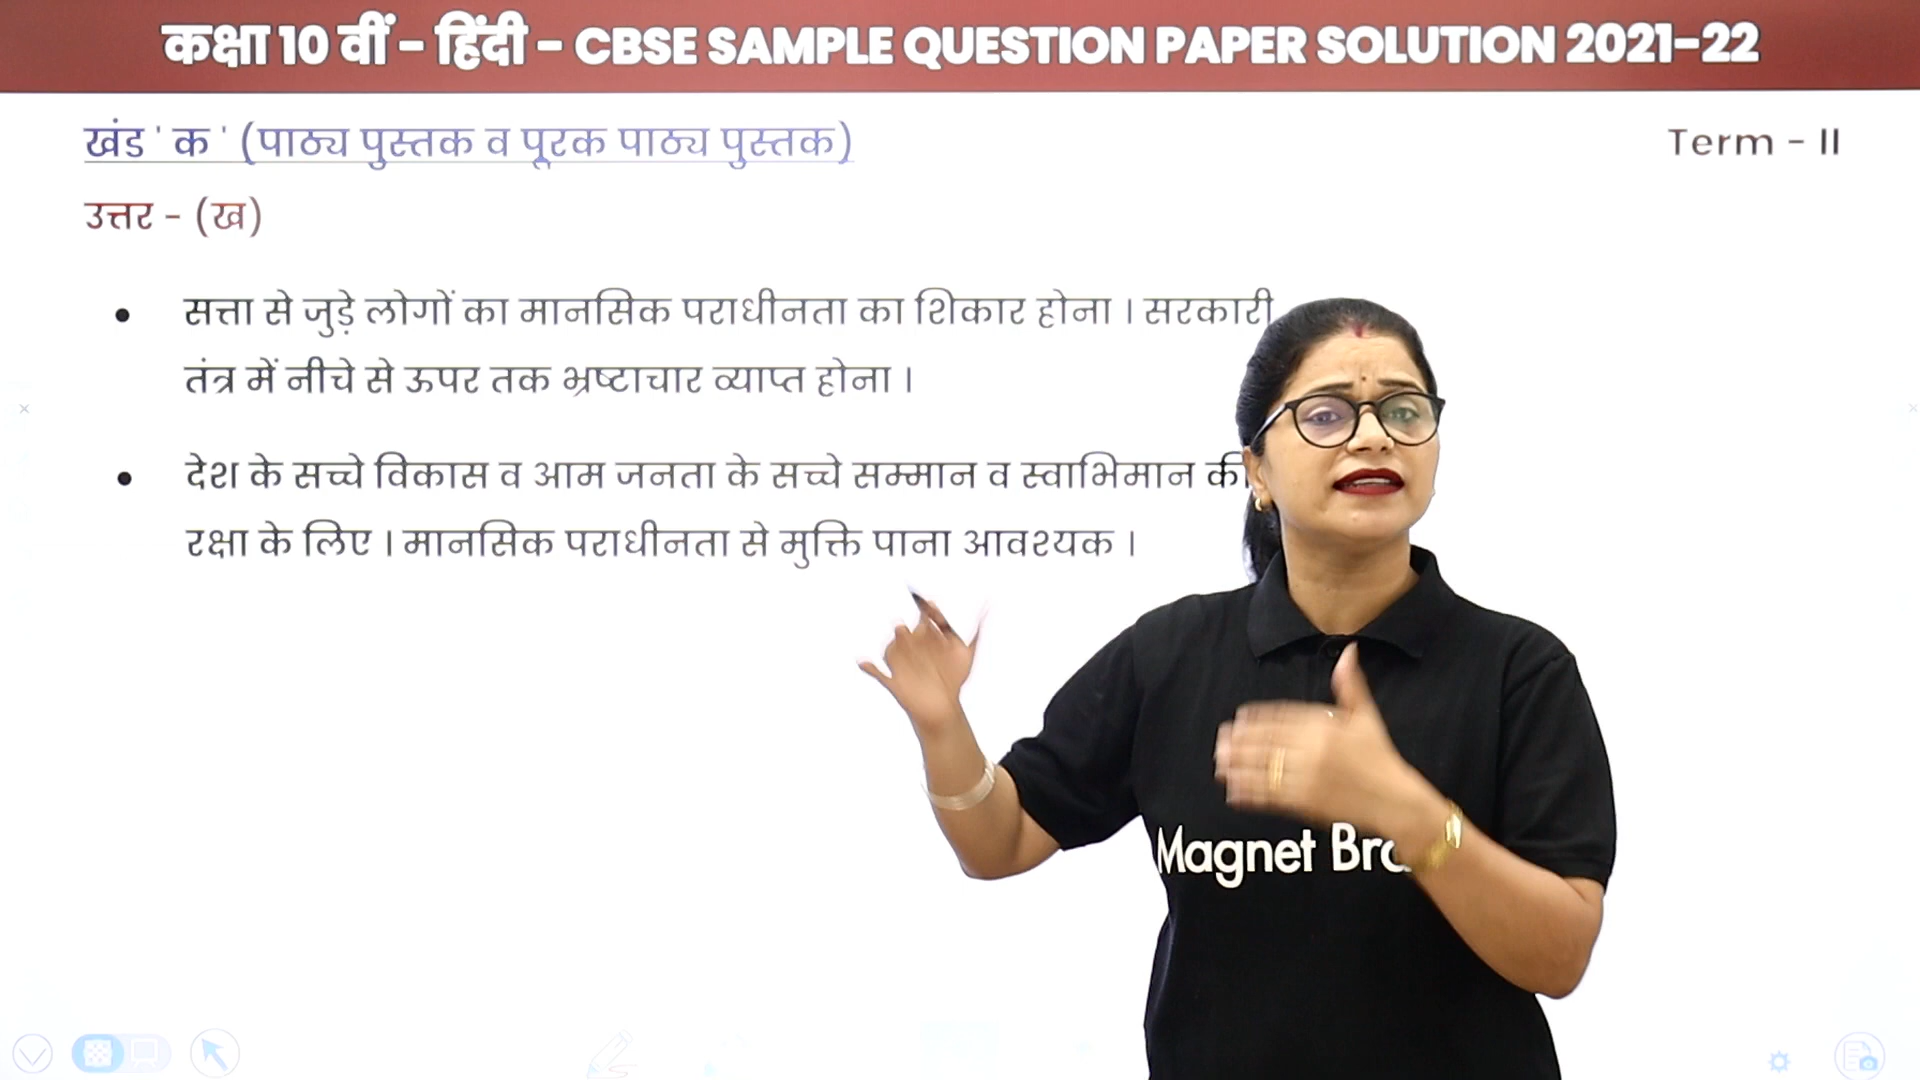 कक्षा 10 वीं - हिंदी - CBSE SAMPLE QUESTION PAPER SOLUTION 2021-22
खंड ' क ' (पाठ्य पुस्तक व पूरक पाठ्य पुस्तक)
Term - II
उत्तर - (ख)
• सत्ता से जुड़े लोगों का मानसिक पराधीनता का शिकार होना । सरकारी
तंत्र में नीचे से ऊपर तक भ्रष्टाचार व्याप्त होना ।
• देश के सच्चे विकास व आम जनता के सच्चे सम्मान व स्वाभिमान की
रक्षा के लिए । मानसिक पराधीनता से मुक्ति पाना आवश्यक ।
Magnet